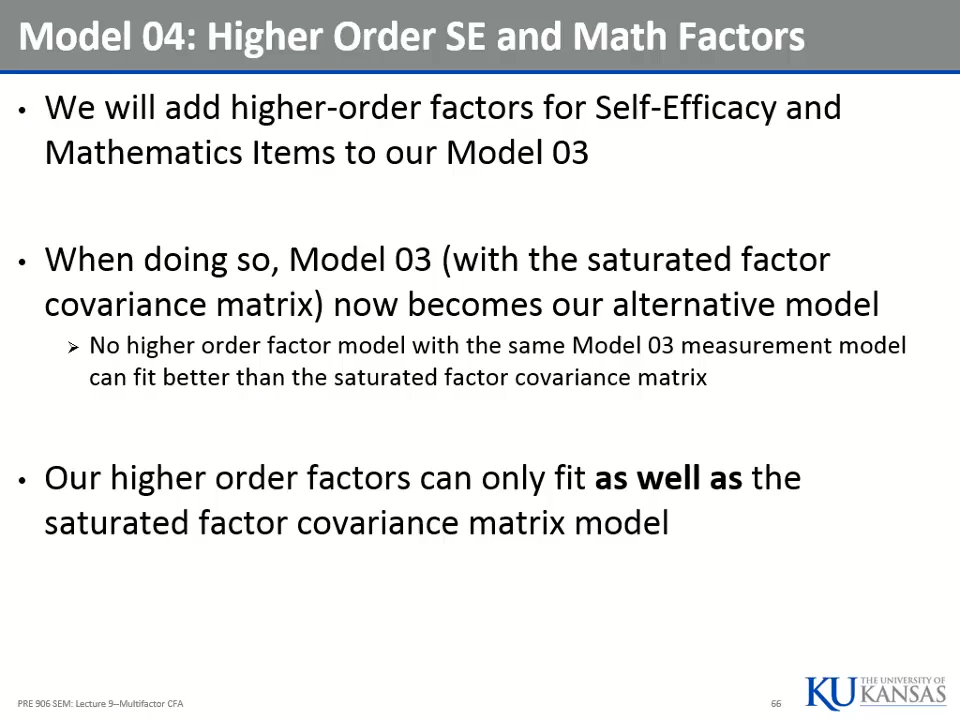 Model 04: Higher Order SE and Math Factors
• We will add higher-order factors for Self-Efficacy and
Mathematics Items to our Model 03
• When doing so, Model 03 (with the saturated factor
covariance matrix) now becomes our alternative model
➢ No higher order factor model with the same Model 03 measurement model
can fit better than the saturated factor covariance matrix
• Our higher order factors can only fit as well as the
saturated factor covariance matrix model
PRE 906 SEM: Lecture 9--Multifactor CFA
66
KU THE UNIVERSITY OF
KANSAS